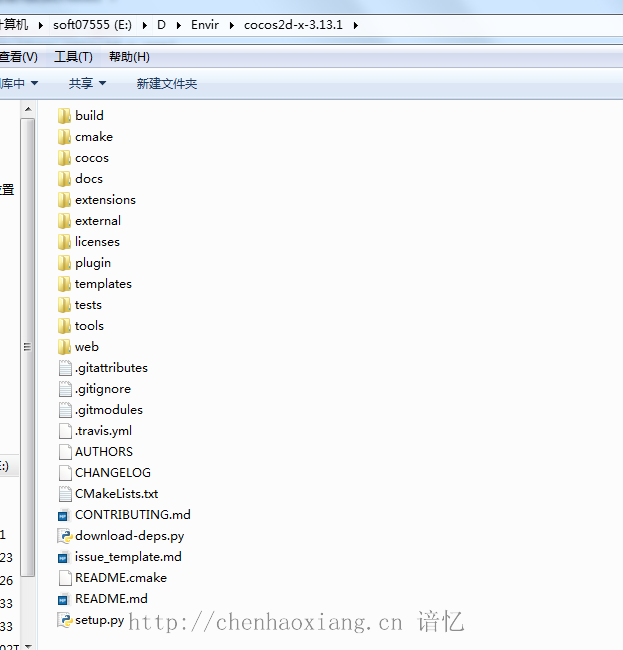 计算机 ▸ soft07555 (E:) ▸ D ▸ Envir ▸ cocos2d-x-3.13.1 ▸
查看(V) 工具(T) 帮助(H)
库中 共享 新建文件夹
build
cmake
cocos
docs
extensions
external
licenses
plugin
templates
tests
tools
web
.gitattributes
.gitignore
.gitmodules
.travis.yml
AUTHORS
CHANGELOG
CMakeLists.txt
CONTRIBUTING.md
download-deps.py
issue_template.md
README.cmake
README.md
setup.py
http://chenhaoxiang.cn 谙忆
位置
E:)
1
23
26
33
33